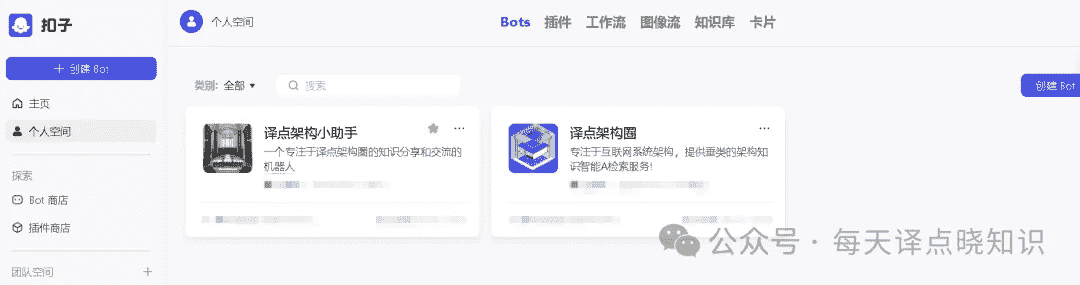 扣子
个人空间
Bots 插件 工作流 图像流 知识库 卡片
+ 创建 Bot
主页
个人空间
探索
Bot 商店
插件商店
团队空间 +
类别: 全部
搜索
创建 Bot
译点架构小助手
一个专注于译点架构圈的知识分享和交流的
机器人
译点架构圈
专注于互联网系统架构，提供垂类的架构知
识智能AI检索服务!
公众号 · 每天译点晓知识